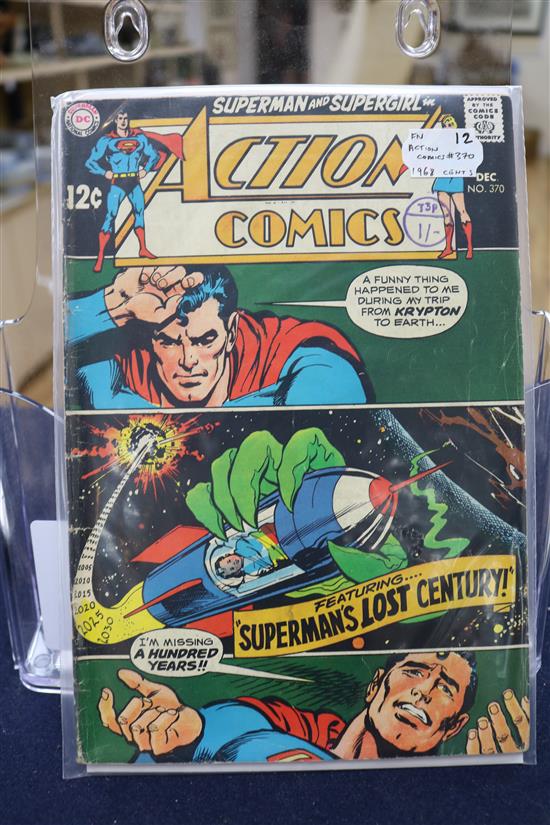 SUPERMAN AND SUPERGIRL in
DC
APPROVED
BY THE
COMICS
CODE
AUTHORITY
12¢
ACTION
COMICS
FN 12
ACTION
COMICS #370
1968 CENTS
DEC.
NO. 370
T3P
1/-
A FUNNY THING
HAPPENED TO ME
DURING MY TRIP
FROM KRYPTON
TO EARTH...
2005
2010
2015
2020
2025
2030
FEATURING....
"SUPERMAN'S LOST CENTURY!"
I'M MISSING
A HUNDRED
YEARS!!